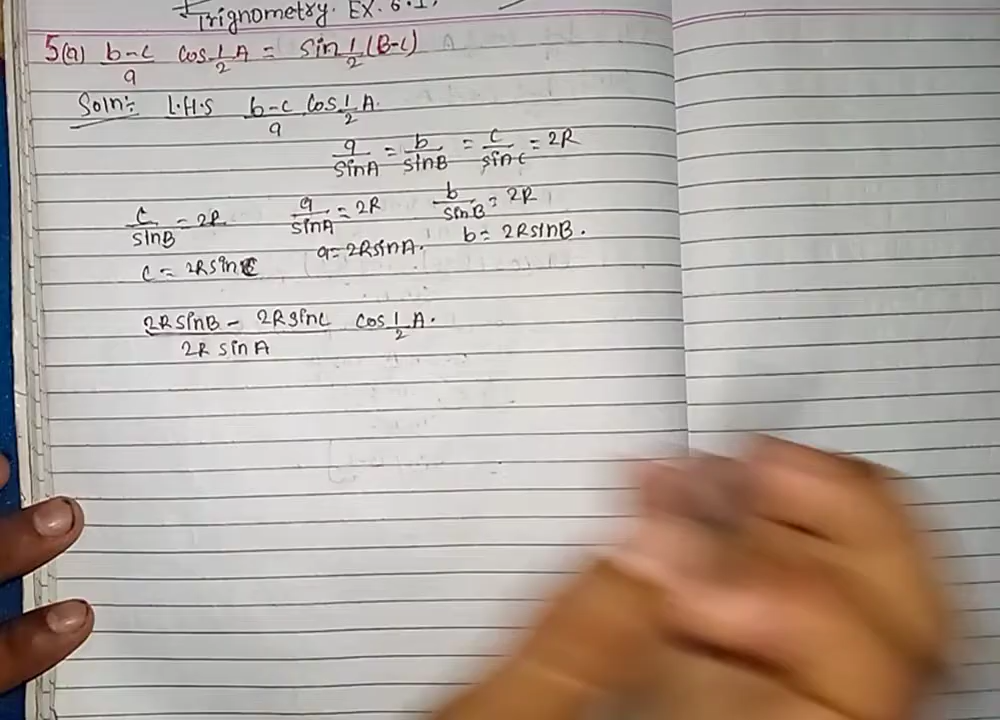 Trignometry. EX. 6.1.
5(a) b-c/a cos 1/2 A = sin 1/2 (B-C)
Soln:- L.H.S b-c/a cos 1/2 A.
a/sinA = b/sinB = c/sinC = 2R
c/sinB = 2R a/sinA = 2R b/sinB = 2R
c = 2RsinC a = 2RsinA. b = 2RsinB.
2RsinB - 2RsinC/2R sinA cos 1/2 A.